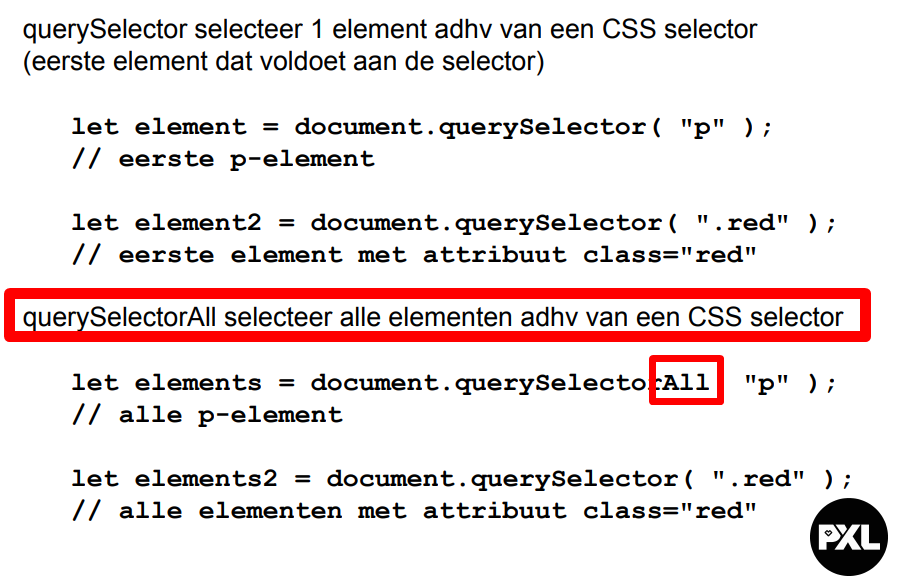 querySelector selecteer 1 element adhv van een CSS selector
(eerste element dat voldoet aan de selector)
let element = document.querySelector( "p" );
// eerste p-element
let element2 = document.querySelector( ".red" );
// eerste element met attribuut class="red"
querySelectorAll selecteer alle elementen adhv van een CSS selector
let elements = document.querySelectorAll "p" );
// alle p-element
let elements2 = document.querySelector( ".red" );
// alle elementen met attribuut class="red"
PXL